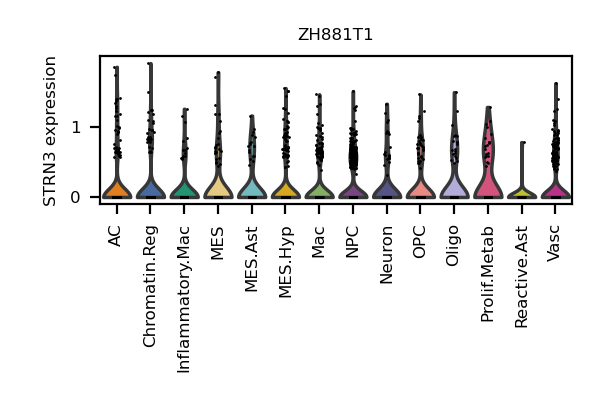 ZH881T1
STRN3 expression
1
0
AC
Chromatin.Reg
Inflammatory.Mac
MES
MES.Ast
MES.Hyp
Mac
NPC
Neuron
OPC
Oligo
Prolif.Metab
Reactive.Ast
Vasc